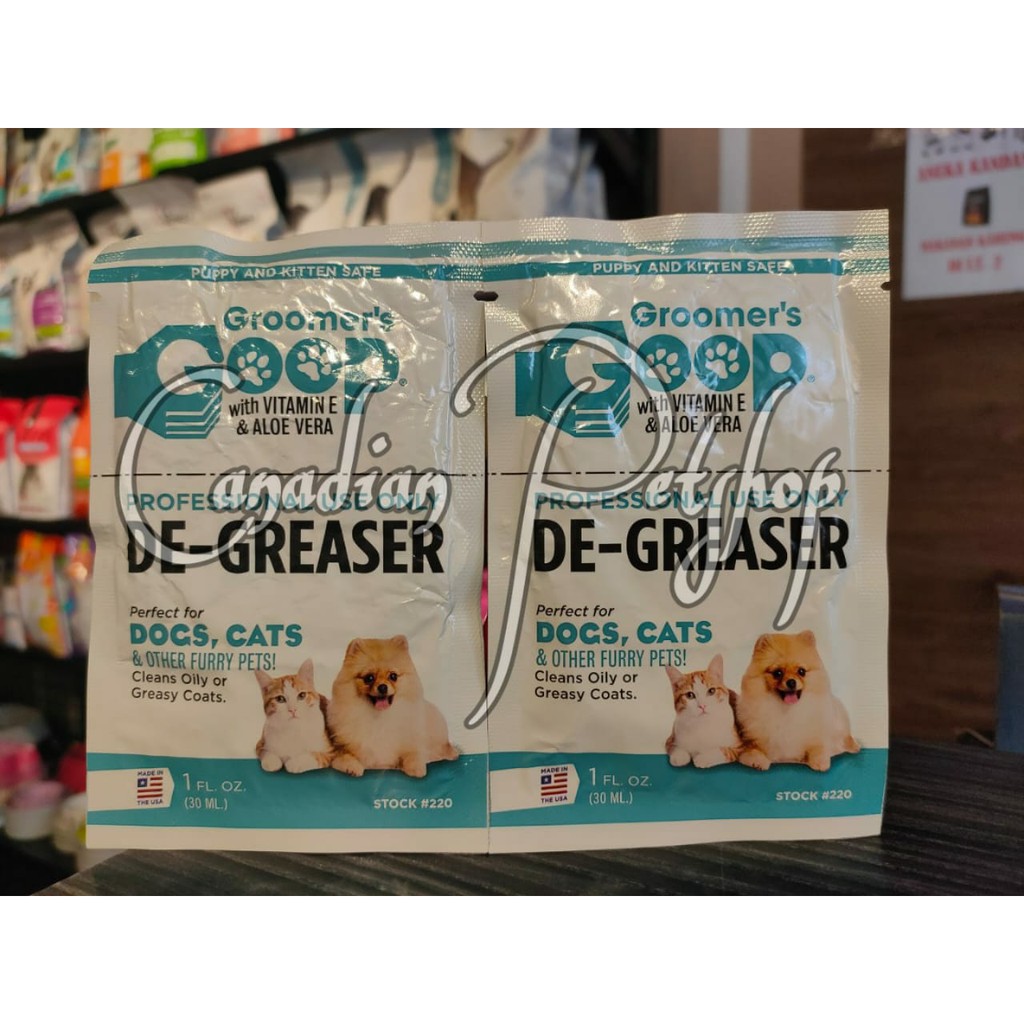 PUPPY AND KITTEN SAFE
Groomer's
GOOP®
with VITAMIN E
& ALOE VERA
PROFESSIONAL USE ONLY
DE-GREASER
Perfect for
DOGS, CATS
& OTHER FURRY PETS!
Cleans Oily or
Greasy Coats.
MADE IN
THE USA
1 FL. OZ.
(30 ML.)
STOCK #220
PUPPY AND KITTEN SAFE
Groomer's
GOOP®
with VITAMIN E
& ALOE VERA
PROFESSIONAL USE ONLY
DE-GREASER
Perfect for
DOGS, CATS
& OTHER FURRY PETS!
Cleans Oily or
Greasy Coats.
MADE IN
THE USA
1 FL. OZ.
(30 ML.)
STOCK #220
Canadian Petshop
ANEKA KANDA